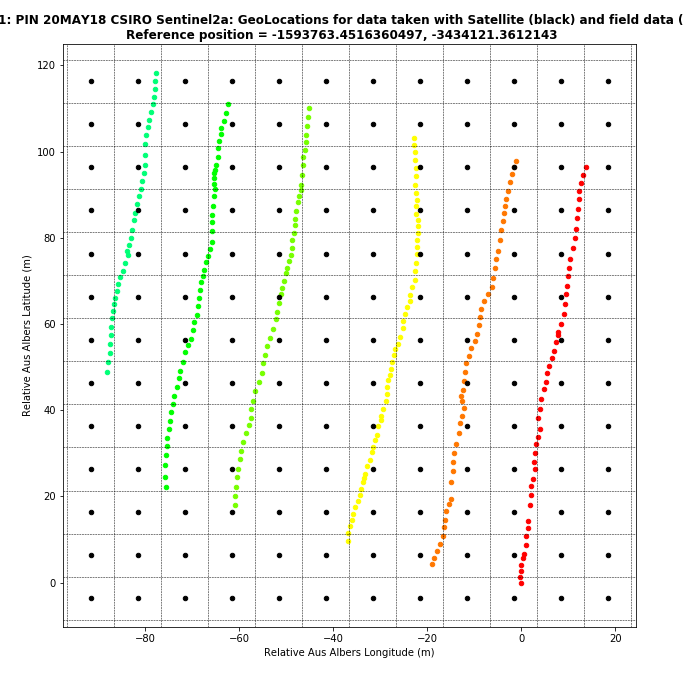 1: PIN 20MAY18 CSIRO Sentinel2a: GeoLocations for data taken with Satellite (black) and field data (
Reference position = -1593763.4516360497, -3434121.3612143
120
100
80
60
40
20
0
Relative Aus Albers Latitude (m)
−80 −60 −40 −20 0 20
Relative Aus Albers Longitude (m)